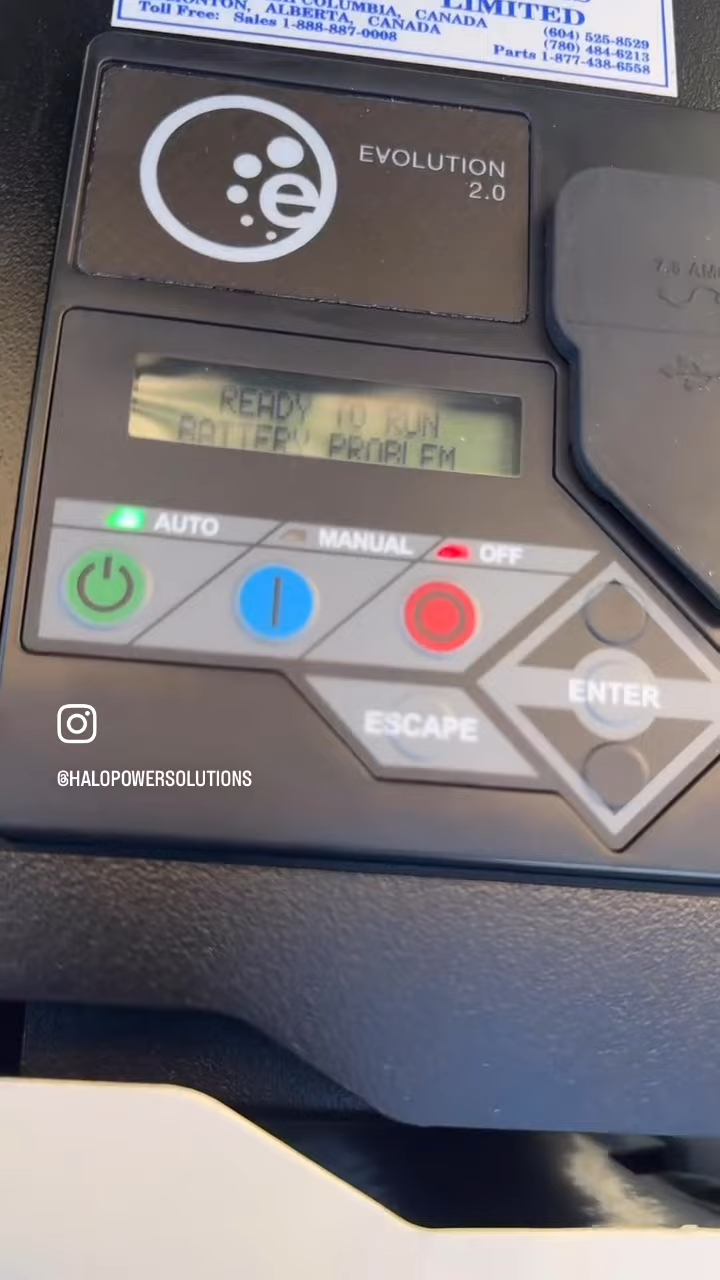 LIMITED
COLUMBIA, CANADA
ALBERTA, CANADA
Toll Free: Sales 1-888-887-0008
(604) 525-8529
(780) 484-6213
Parts 1-877-438-6558
EVOLUTION
2.0
e
READY TO RUN
BATTERY PROBLEM
AUTO
MANUAL
OFF
ESCAPE
ENTER
@HALOPOWERSOLUTIONS